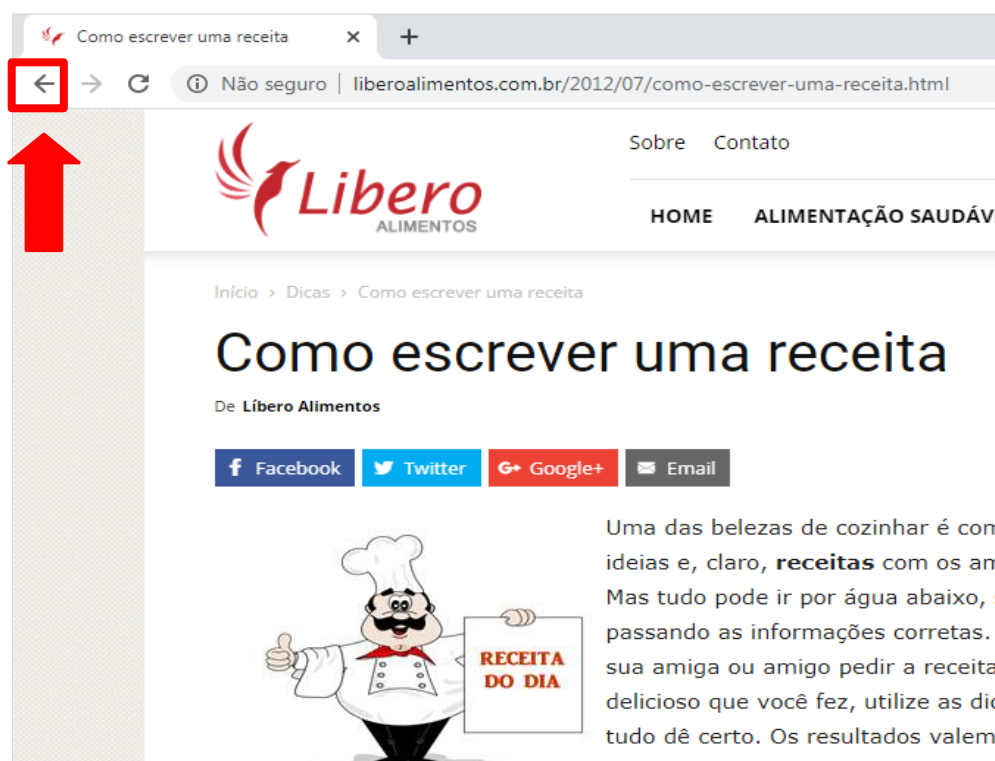 Como escrever uma receita
Não seguro | liberoalimentos.com.br/2012/07/como-escrever-uma-receita.html
Sobre Contato
Libero
ALIMENTOS
HOME ALIMENTAÇÃO SAUDÁV
Início › Dicas › Como escrever uma receita
Como escrever uma receita
De Líbero Alimentos
Facebook Twitter G+ Google+ Email
Uma das belezas de cozinhar é com
ideias e, claro, receitas com os am
Mas tudo pode ir por água abaixo,
passando as informações corretas.
sua amiga ou amigo pedir a receita
delicioso que você fez, utilize as dic
tudo dê certo. Os resultados valem
RECEITA
DO DIA